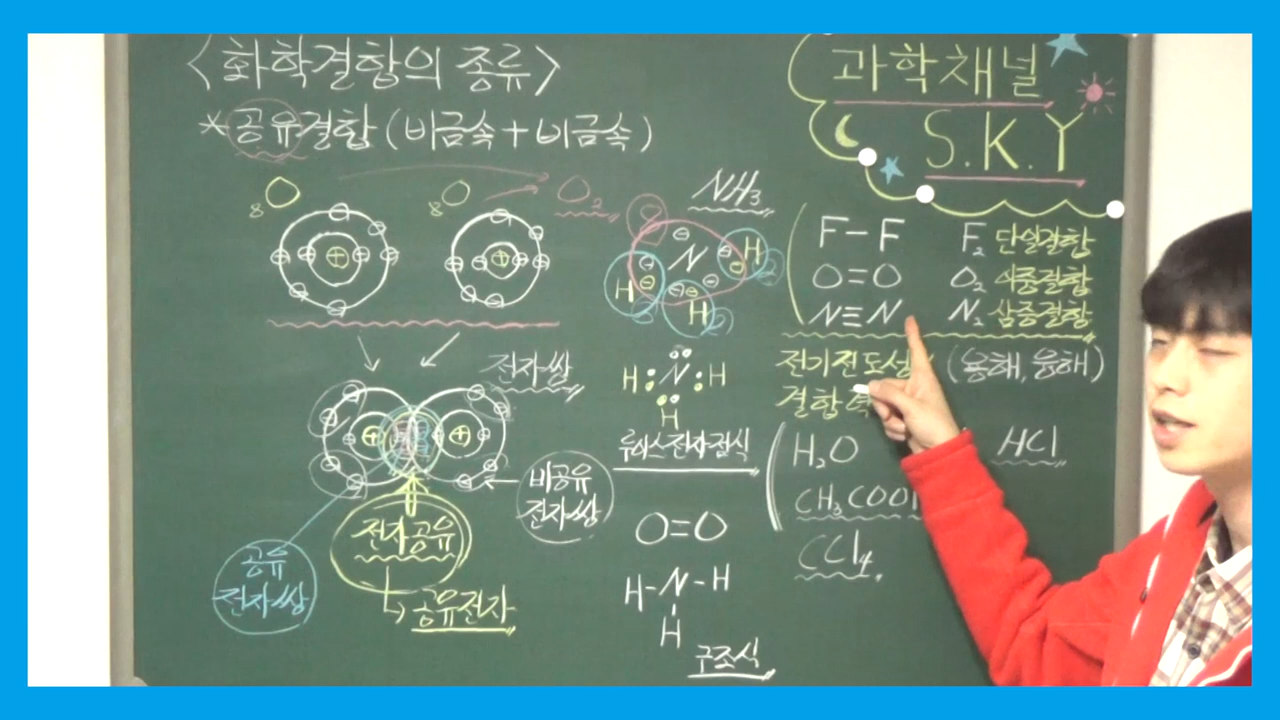 <화학결합의 종류>
*공유결합 (비금속+비금속)
₈O
₈O
O₂
전자쌍
비공유
전자쌍
전자공유
공유전자
공유
전자쌍
NH₃
N
H
H
H
H:N:H
H
루이스전자점식
O=O
H-N-H
H
구조식
과학채널
S.K.Y
F-F F₂ 단일결합
O=O O₂ 이중결합
N≡N N₂ 삼중결합
전기전도성 (용해, 융해)
결합력
H₂O HCl
CH₃COO
CCl₄.